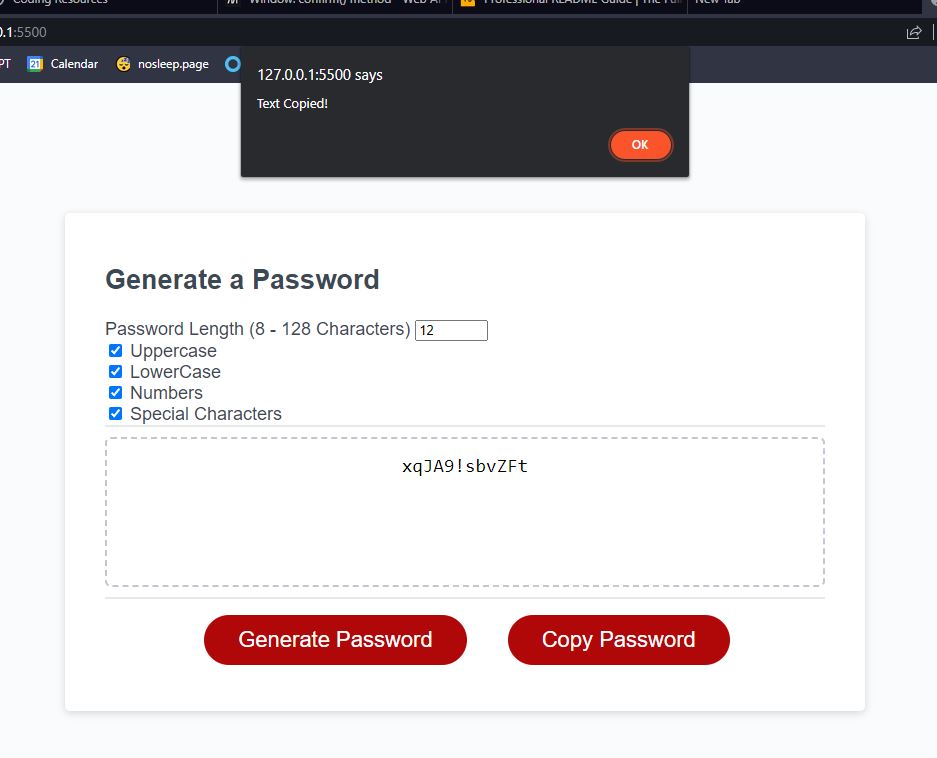 Coding Resources
Window: confirm() method
Professional README Guide | The Full
New Tab
0.1:5500
PT
21 Calendar
nosleep.page
127.0.0.1:5500 says
Text Copied!
OK
Generate a Password
Password Length (8 - 128 Characters) 12
Uppercase
LowerCase
Numbers
Special Characters
xqJA9!sbvZFt
Generate Password
Copy Password